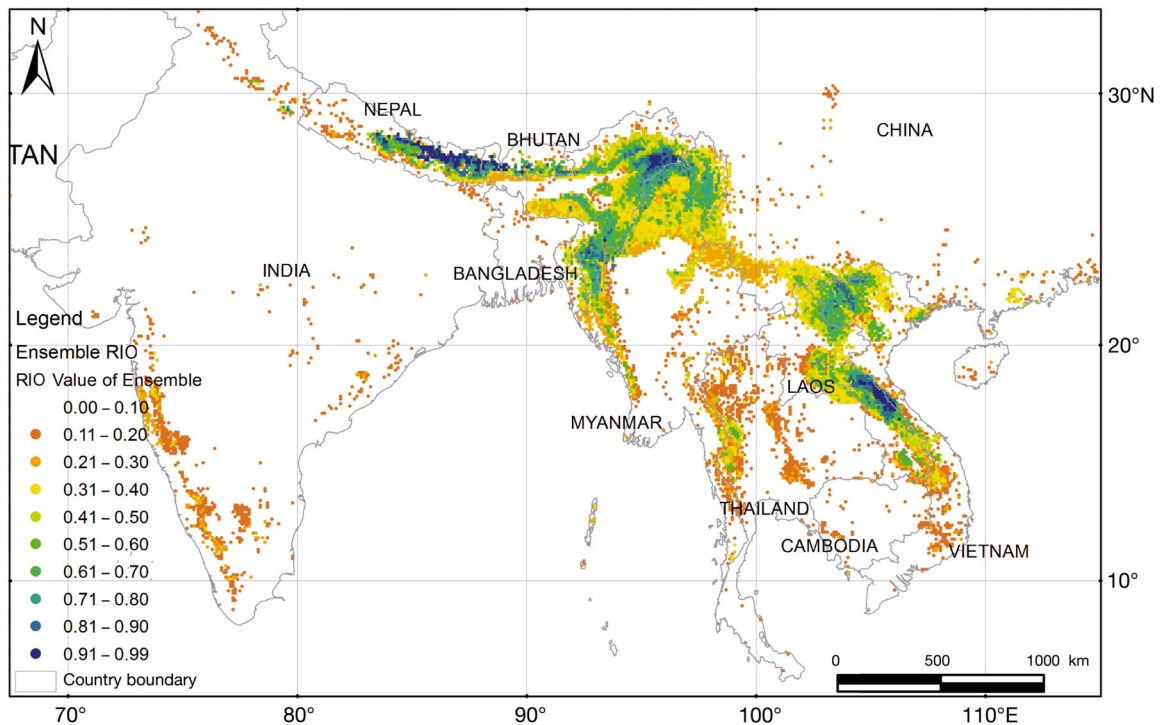 N
30°N
NEPAL
CHINA
BHUTAN
TAN
INDIA
BANGLADESH
Legend
Ensemble RIO
20°
RIO Value of Ensemble
LAOS
0.00 – 0.10
MYANMAR
0.11 – 0.20
0.21 – 0.30
0.31 – 0.40
0.41 – 0.50
THAILAND
0.51 – 0.60
CAMBODIA
VIETNAM
0.61 – 0.70
10°
0.71 – 0.80
0.81 – 0.90
0.91 – 0.99
0 500 1000 km
Country boundary
70° 80° 90° 100° 110°E